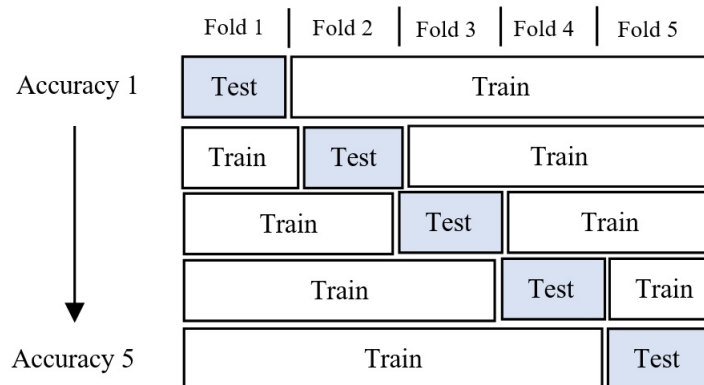 Fold 1 Fold 2 Fold 3 Fold 4 Fold 5
Accuracy 1 Test Train
Train Test Train
Train Test Train
Train Test Train
Accuracy 5 Train Test